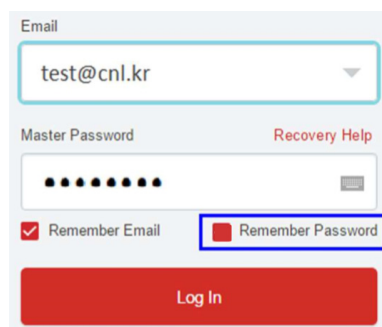 Email
test@cnl.kr
Master Password Recovery Help
Remember Email Remember Password
Log In